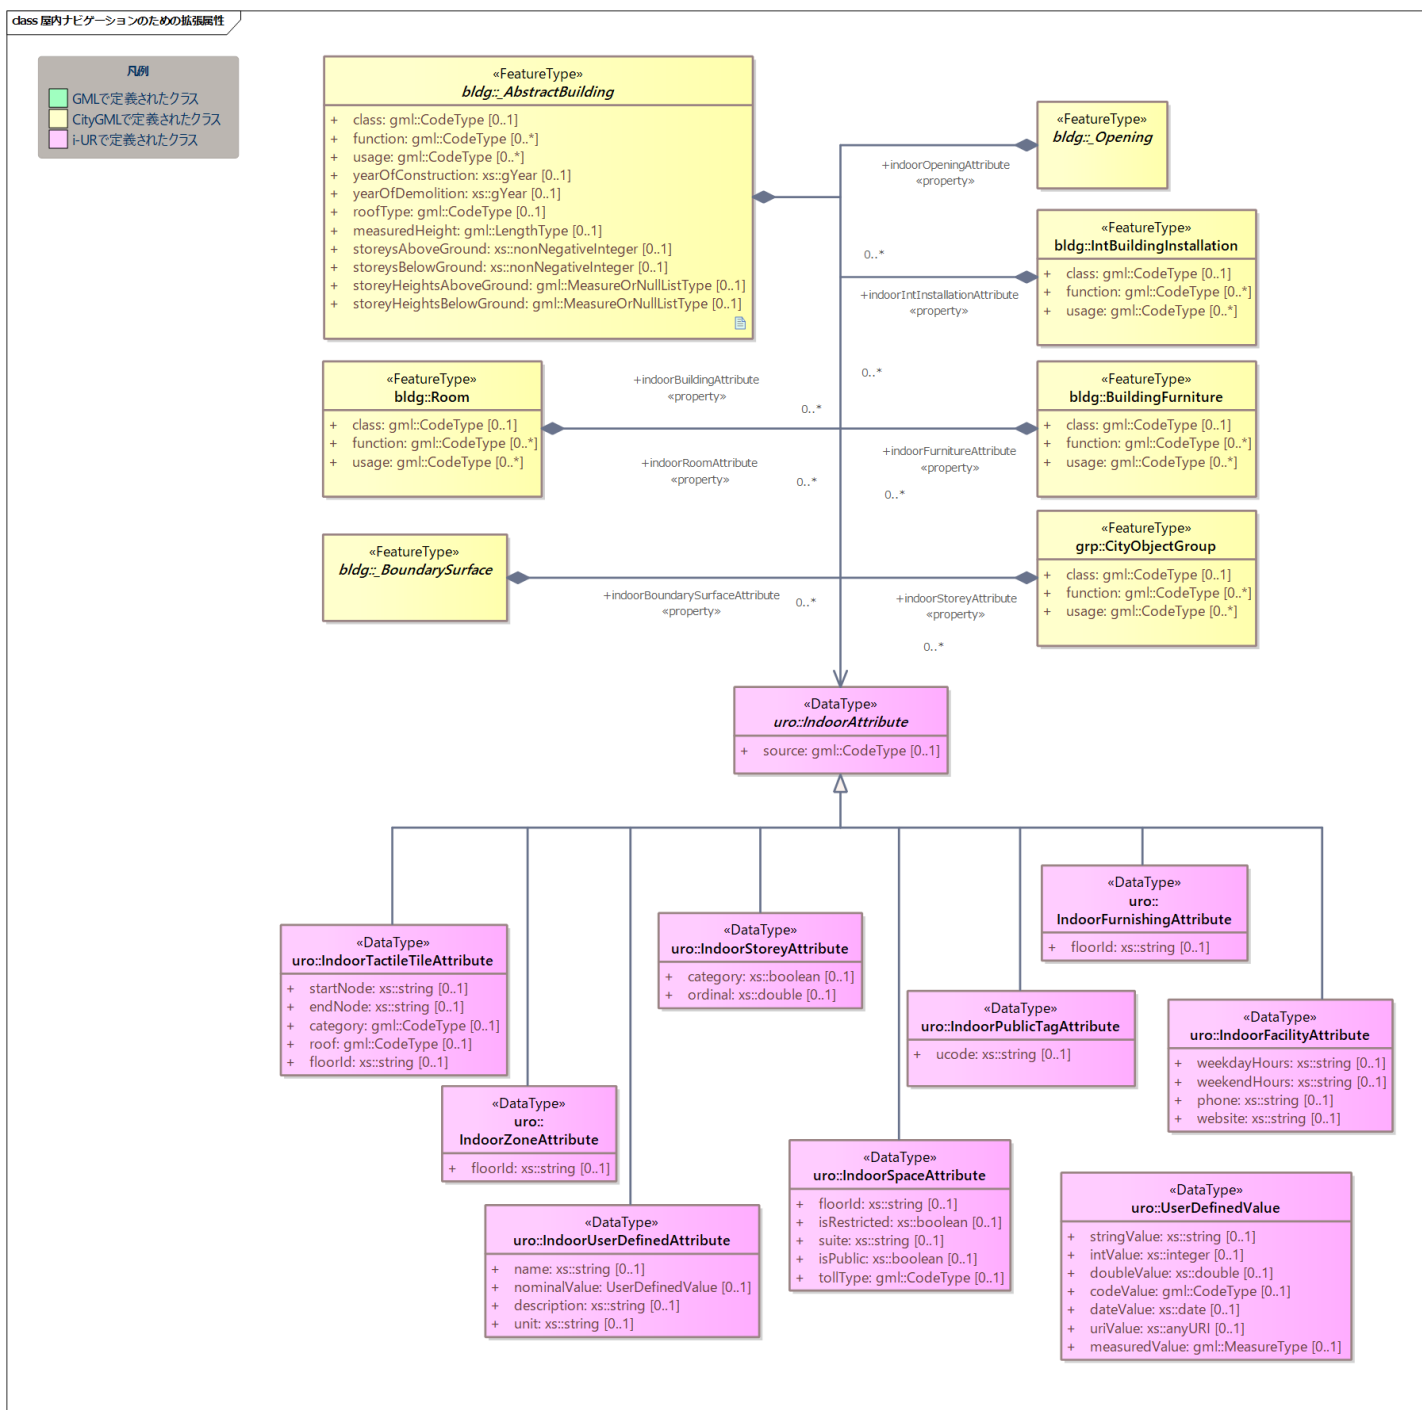 class 屋内ナビゲーションのための拡張属性
凡例
GMLで定義されたクラス
CityGMLで定義されたクラス
i-URで定義されたクラス
«FeatureType»
bldg::_AbstractBuilding
+ class: gml::CodeType [0..1]
+ function: gml::CodeType [0..*]
+ usage: gml::CodeType [0..*]
+ yearOfConstruction: xs::gYear [0..1]
+ yearOfDemolition: xs::gYear [0..1]
+ roofType: gml::CodeType [0..1]
+ measuredHeight: gml::LengthType [0..1]
+ storeysAboveGround: xs::nonNegativeInteger [0..1]
+ storeysBelowGround: xs::nonNegativeInteger [0..1]
+ storeyHeightsAboveGround: gml::MeasureOrNullListType [0..1]
+ storeyHeightsBelowGround: gml::MeasureOrNullListType [0..1]
«FeatureType»
bldg::_Opening
+indoorOpeningAttribute
«property»
0..*
«FeatureType»
bldg::IntBuildingInstallation
+ class: gml::CodeType [0..1]
+ function: gml::CodeType [0..*]
+ usage: gml::CodeType [0..*]
+indoorIntInstallationAttribute
«property»
0..*
«FeatureType»
bldg::Room
+ class: gml::CodeType [0..1]
+ function: gml::CodeType [0..*]
+ usage: gml::CodeType [0..*]
+indoorBuildingAttribute
«property»
0..*
+indoorRoomAttribute
«property»
0..*
«FeatureType»
bldg::BuildingFurniture
+ class: gml::CodeType [0..1]
+ function: gml::CodeType [0..*]
+ usage: gml::CodeType [0..*]
+indoorFurnitureAttribute
«property»
0..*
«FeatureType»
bldg::_BoundarySurface
+indoorBoundarySurfaceAttribute
«property»
0..*
«FeatureType»
grp::CityObjectGroup
+ class: gml::CodeType [0..1]
+ function: gml::CodeType [0..*]
+ usage: gml::CodeType [0..*]
+indoorStoreyAttribute
«property»
0..*
«DataType»
uro::IndoorAttribute
+ source: gml::CodeType [0..1]
«DataType»
uro::IndoorTactileTileAttribute
+ startNode: xs::string [0..1]
+ endNode: xs::string [0..1]
+ category: gml::CodeType [0..1]
+ roof: gml::CodeType [0..1]
+ floorId: xs::string [0..1]
«DataType»
uro::
IndoorZoneAttribute
+ floorId: xs::string [0..1]
«DataType»
uro::IndoorUserDefinedAttribute
+ name: xs::string [0..1]
+ nominalValue: UserDefinedValue [0..1]
+ description: xs::string [0..1]
+ unit: xs::string [0..1]
«DataType»
uro::IndoorStoreyAttribute
+ category: xs::boolean [0..1]
+ ordinal: xs::double [0..1]
«DataType»
uro::IndoorSpaceAttribute
+ floorId: xs::string [0..1]
+ isRestricted: xs::boolean [0..1]
+ suite: xs::string [0..1]
+ isPublic: xs::boolean [0..1]
+ tollType: gml::CodeType [0..1]
«DataType»
uro::IndoorPublicTagAttribute
+ ucode: xs::string [0..1]
«DataType»
uro::
IndoorFurnishingAttribute
+ floorId: xs::string [0..1]
«DataType»
uro::IndoorFacilityAttribute
+ weekdayHours: xs::string [0..1]
+ weekendHours: xs::string [0..1]
+ phone: xs::string [0..1]
+ website: xs::string [0..1]
«DataType»
uro::UserDefinedValue
+ stringValue: xs::string [0..1]
+ intValue: xs::integer [0..1]
+ doubleValue: xs::double [0..1]
+ codeValue: gml::CodeType [0..1]
+ dateValue: xs::date [0..1]
+ uriValue: xs::anyURI [0..1]
+ measuredValue: gml::MeasureType [0..1]